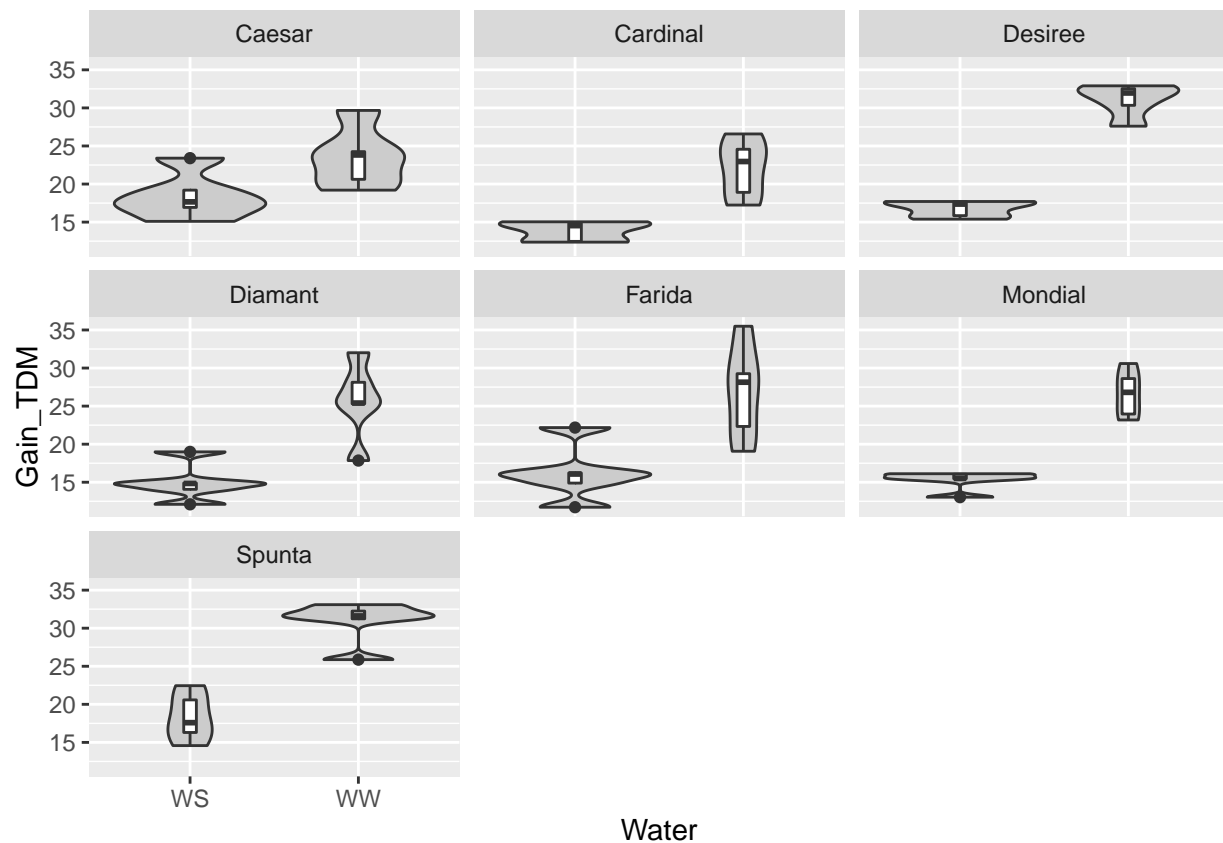 Caesar
Cardinal
Desiree
35
30
25
20
15
Diamant
Farida
Mondial
35
30
25
20
15
Gain_TDM
Spunta
35
30
25
20
15
WS
WW
Water